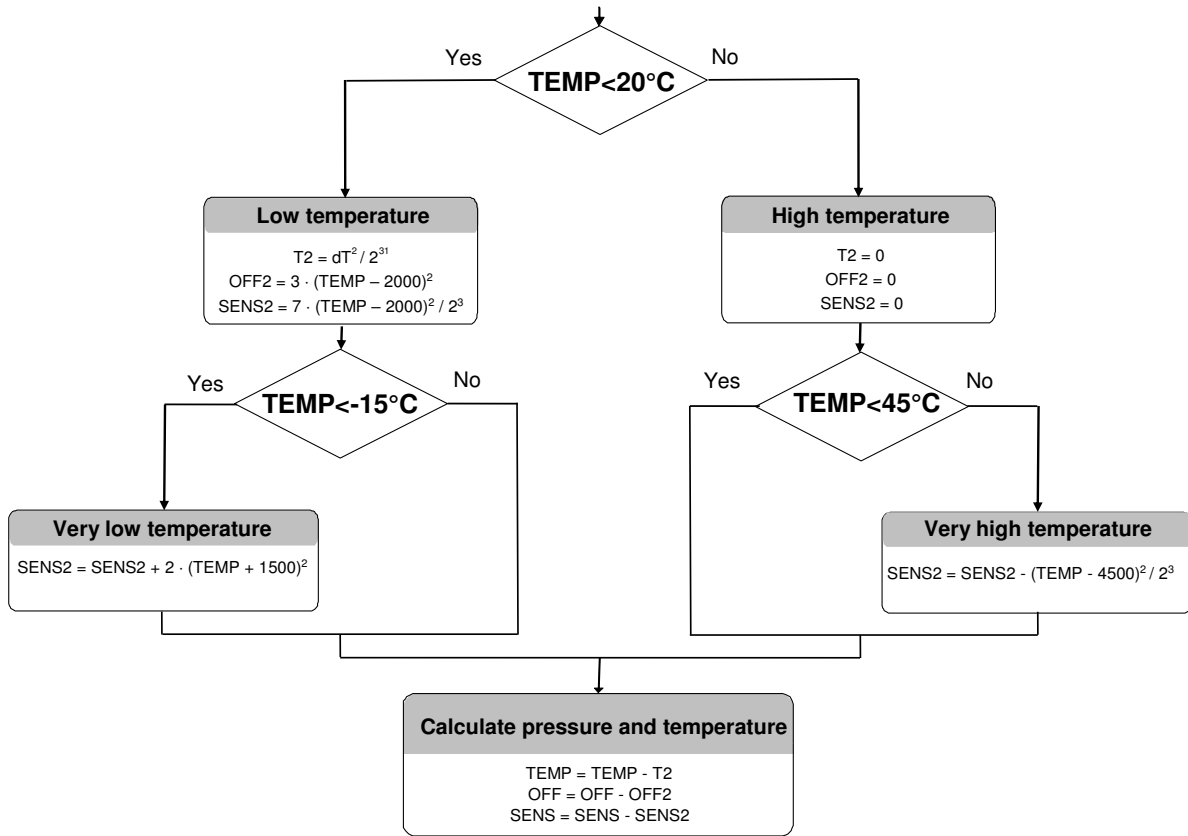 Yes
No
TEMP<20°C
Low temperature
T2 = dT² / 2³¹
OFF2 = 3 · (TEMP – 2000)²
SENS2 = 7 · (TEMP – 2000)² / 2³
High temperature
T2 = 0
OFF2 = 0
SENS2 = 0
Yes
No
TEMP<-15°C
Yes
No
TEMP<45°C
Very low temperature
SENS2 = SENS2 + 2 · (TEMP + 1500)²
Very high temperature
SENS2 = SENS2 - (TEMP - 4500)² / 2³
Calculate pressure and temperature
TEMP = TEMP - T2
OFF = OFF - OFF2
SENS = SENS - SENS2